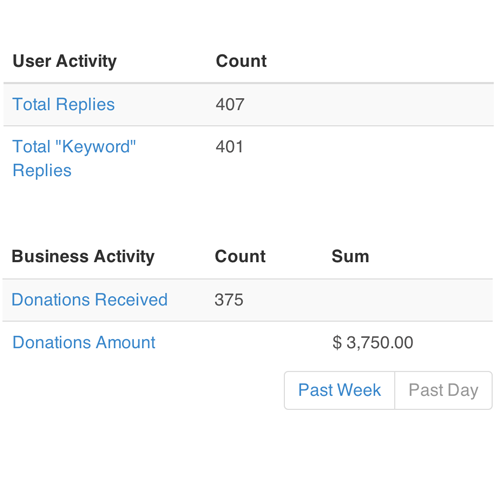 User Activity Count
Total Replies 407
Total "Keyword" 401
Replies
Business Activity Count Sum
Donations Received 375
Donations Amount $ 3,750.00
Past Week Past Day